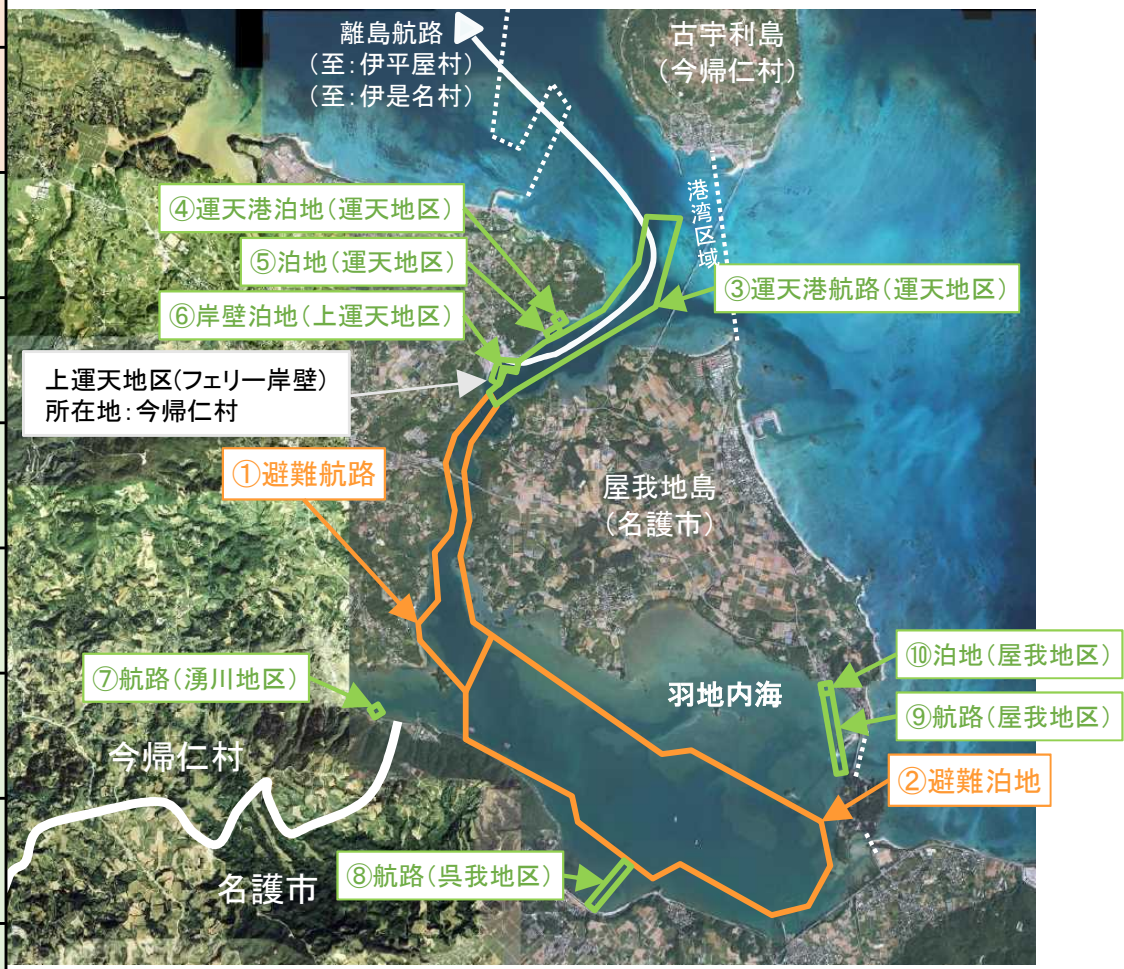 離島航路
(至:伊平屋村)
(至:伊是名村)
古宇利島
(今帰仁村)
港湾区域
④運天港泊地(運天地区)
⑤泊地(運天地区)
⑥岸壁泊地(上運天地区)
③運天港航路(運天地区)
上運天地区(フェリー岸壁)
所在地:今帰仁村
①避難航路
屋我地島
(名護市)
⑦航路(湧川地区)
羽地内海
⑩泊地(屋我地区)
⑨航路(屋我地区)
今帰仁村
②避難泊地
名護市
⑧航路(呉我地区)